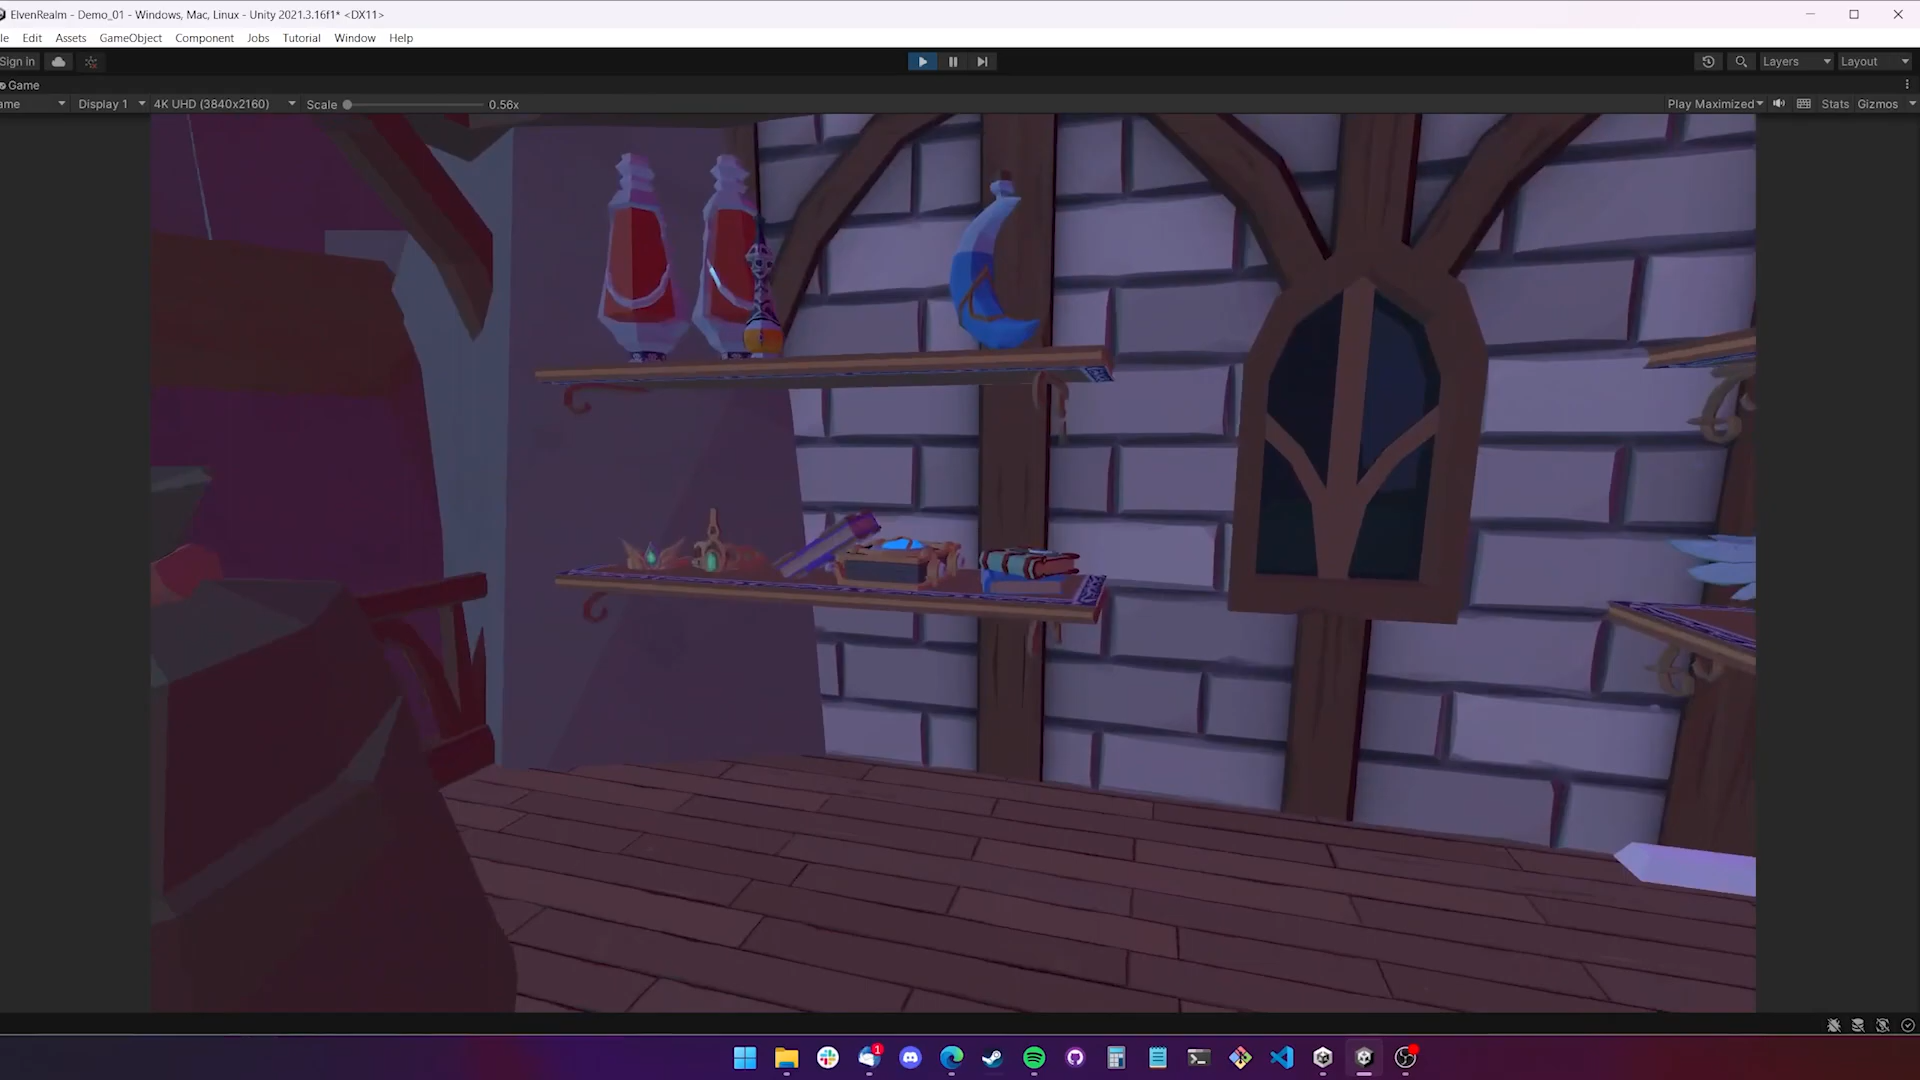 ElvenRealm - Demo_01 - Windows, Mac, Linux - Unity 2021.3.16f1* <DX11>
le Edit Assets GameObject Component Jobs Tutorial Window Help
Sign in Layers Layout
Game
ame Display 1 4K UHD (3840x2160) Scale 0.56x Play Maximized Stats Gizmos
1